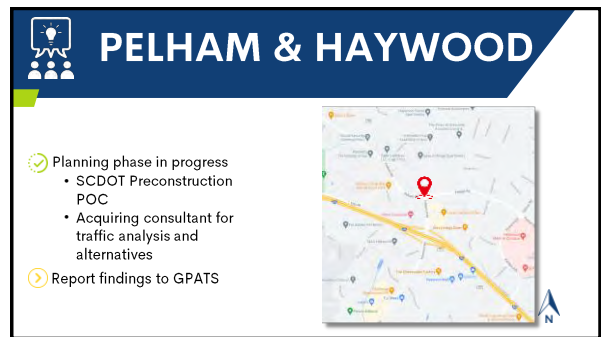 PELHAM & HAYWOOD
Planning phase in progress
• SCDOT Preconstruction
POC
• Acquiring consultant for
traffic analysis and
alternatives
Report findings to GPATS
N